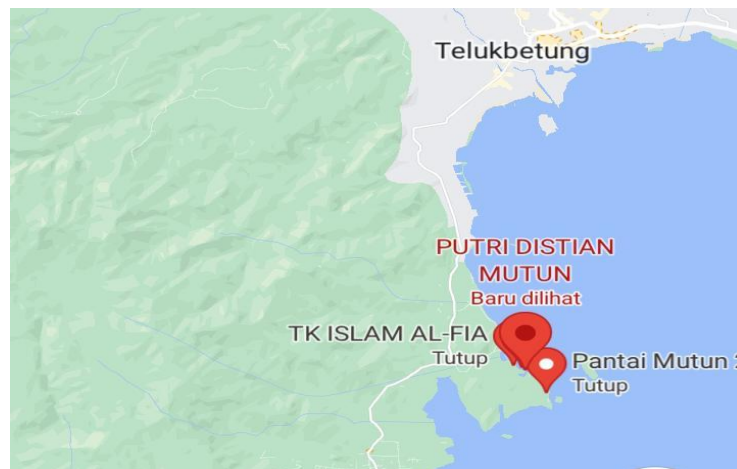 Telukbetung
PUTRI DISTIAN
MUTUN
Baru dilihat
TK ISLAM AL-FIA
Tutup
Pantai Mutun
Tutup